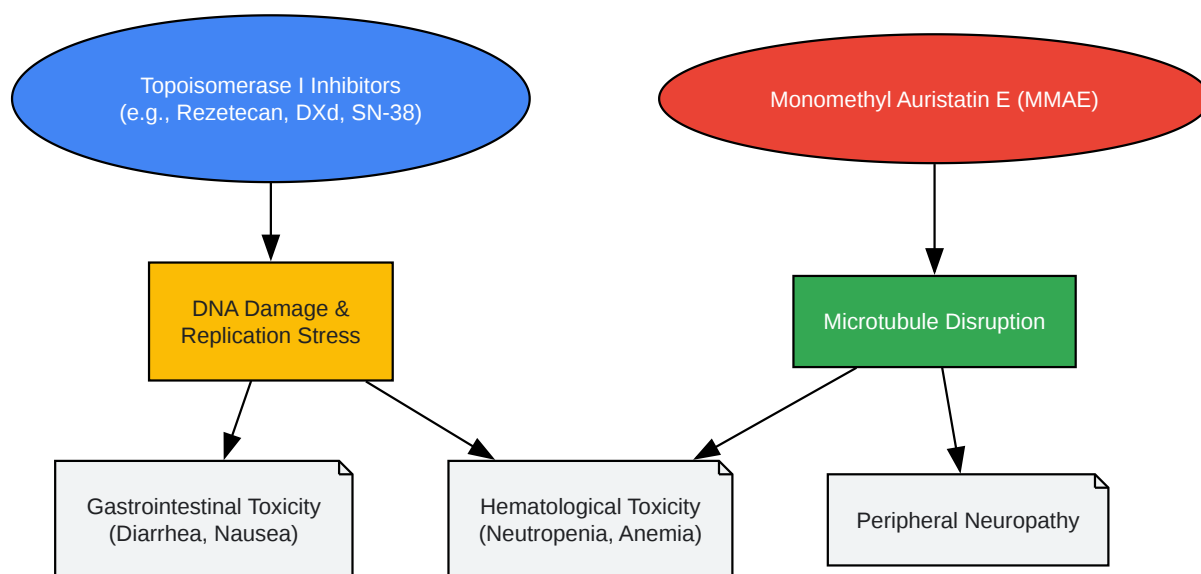 Topoisomerase I Inhibitors
(e.g., Rezetecan, DXd, SN-38)
Monomethyl Auristatin E (MMAE)
DNA Damage &
Replication Stress
Microtubule Disruption
Gastrointestinal Toxicity
(Diarrhea, Nausea)
Hematological Toxicity
(Neutropenia, Anemia)
Peripheral Neuropathy